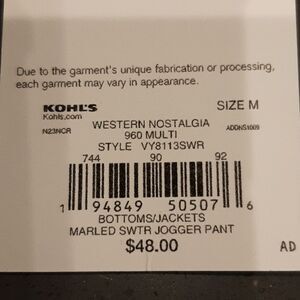 Due to the garment's unique fabrication or processing,
each garment may vary in appearance.
KOHL'S
Kohls.com
SIZE M
WESTERN NOSTALGIA
N23NCR
960 MULTI
ADDNS1009
STYLE VY8113SWR
744 90 92
1 94849 50507 6
BOTTOMS/JACKETS
MARLED SWTR JOGGER PANT
$48.00
AD